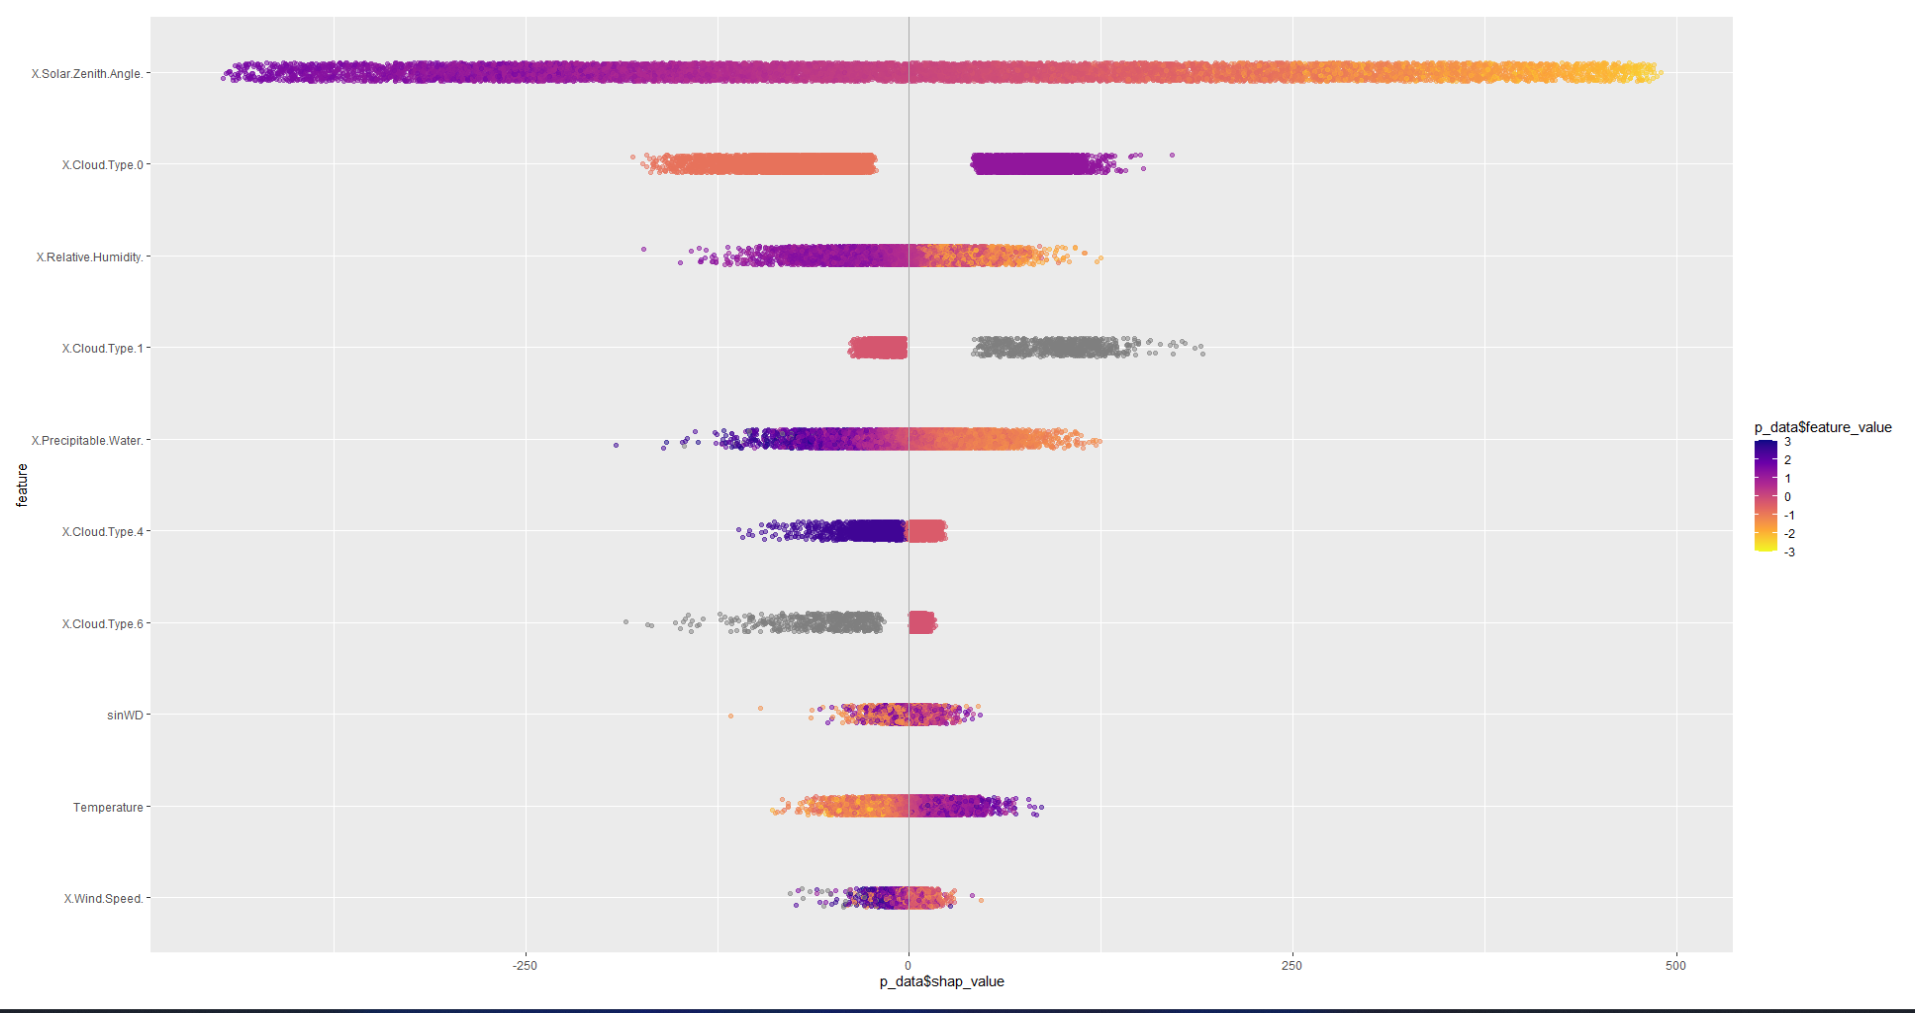 X.Solar.Zenith.Angle.
X.Cloud.Type.0
X.Relative.Humidity.
X.Cloud.Type.1
X.Precipitable.Water.
X.Cloud.Type.4
X.Cloud.Type.6
sinWD
Temperature
X.Wind.Speed.
feature
-250
0
250
500
p_data$shap_value
p_data$feature_value
3
2
1
0
-1
-2
-3